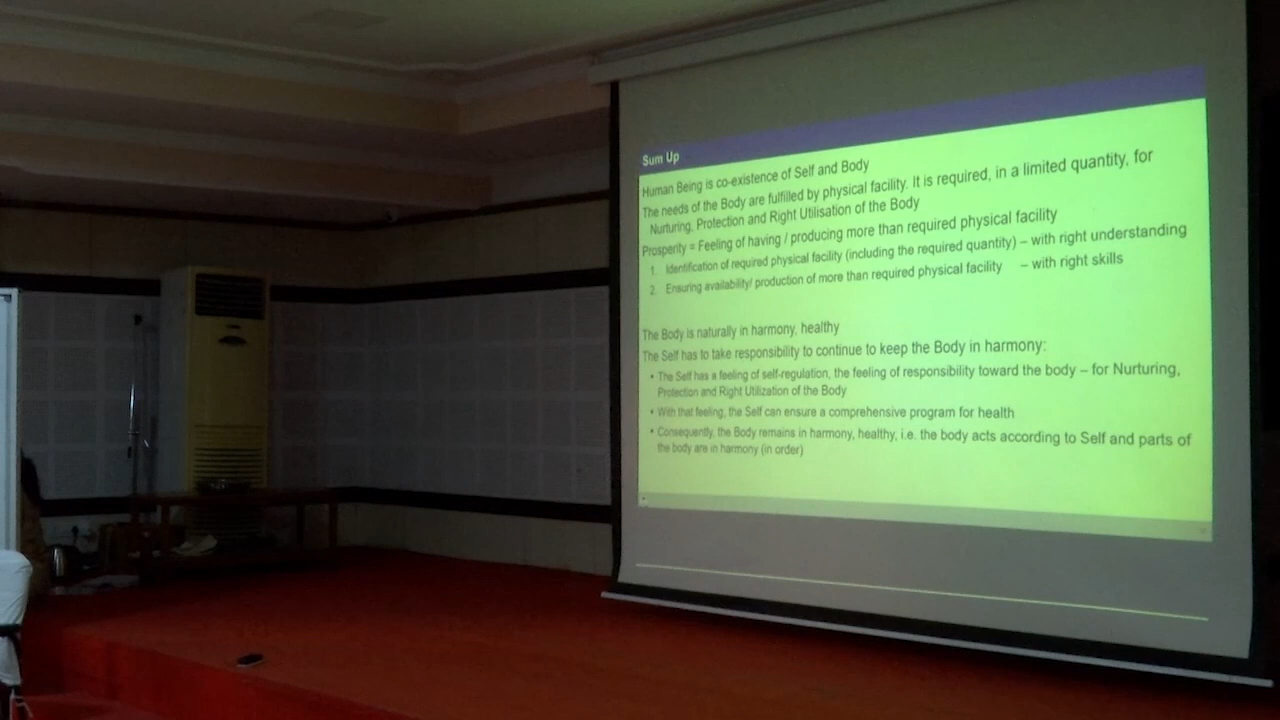 Sum Up
Human Being is co-existence of Self and Body
The needs of the Body are fulfilled by physical facility. It is required, in a limited quantity, for
Nurturing, Protection and Right Utilisation of the Body
Prosperity = Feeling of having / producing more than required physical facility
1. Identification of required physical facility (including the required quantity) – with right understanding
2. Ensuring availability/ production of more than required physical facility – with right skills
The Body is naturally in harmony, healthy
The Self has to take responsibility to continue to keep the Body in harmony:
• The Self has a feeling of self-regulation, the feeling of responsibility toward the body – for Nurturing,
Protection and Right Utilization of the Body
• With that feeling, the Self can ensure a comprehensive program for health
• Consequently, the Body remains in harmony, healthy, i.e. the body acts according to Self and parts of
the body are in harmony (in order)